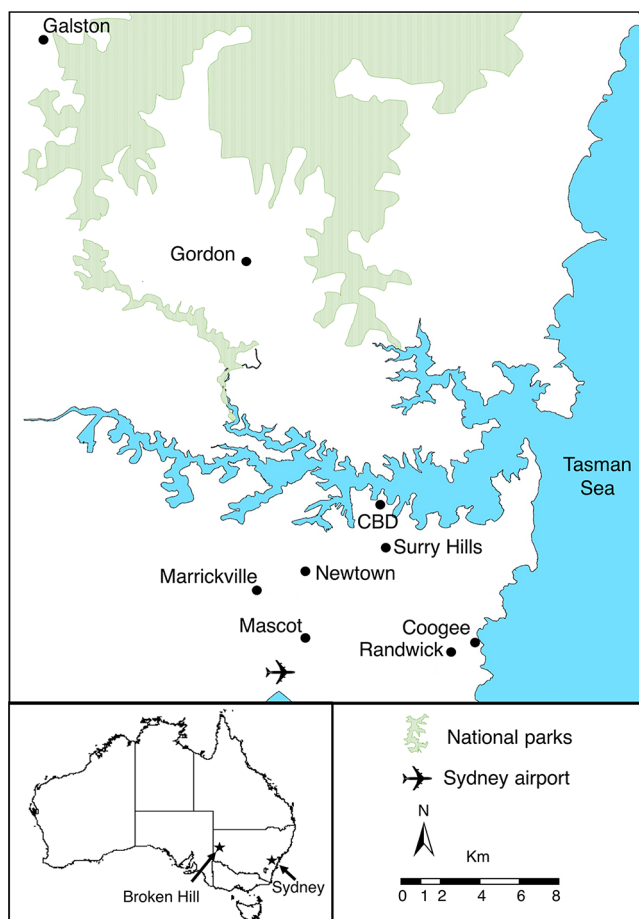 Galston
Gordon
Tasman
Sea
CBD
Surry Hills
Newtown
Marrickville
Mascot
Coogee
Randwick
National parks
Sydney airport
N
Km
0 1 2 4 6 8
Broken Hill
Sydney